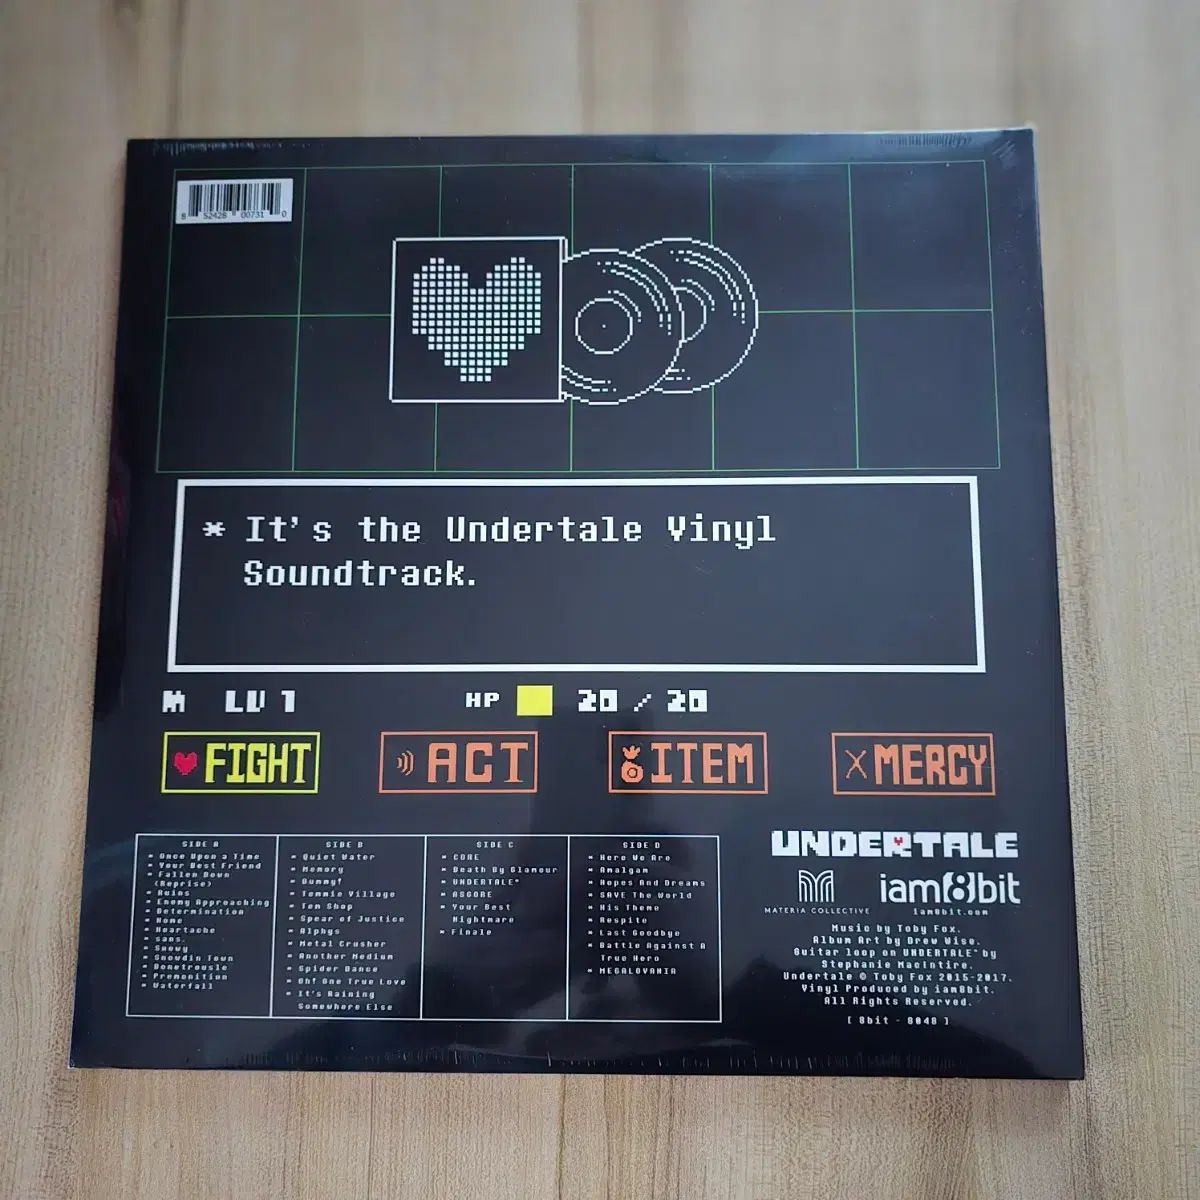 8 52428 00731 0
* It's the Undertale Vinyl
Soundtrack.
M LV 1 HP 20 / 20
FIGHT ACT ITEM MERCY
SIDE A
* Once Upon a Time
* Your Best Friend
* Fallen Down
(Reprise)
* Ruins
* Enemy Approaching
* Determination
* Home
* Heartache
* sans.
* Snowy
* Snowdin Town
* Bonetrousle
* Premonition
* Waterfall
SIDE B
* Quiet Water
* Memory
* Dummy!
* Temmie Village
* Tem Shop
* Spear of Justice
* Alphys
* Metal Crusher
* Another Medium
* Spider Dance
* Oh! One True Love
* It's Raining
Somewhere Else
SIDE C
* CORE
* Death By Glamour
* UNDERTALE*
* ASGORE
* Your Best
Nightmare
* Finale
SIDE D
* Here We Are
* Amalgam
* Hopes And Dreams
* SAVE The World
* His Theme
* Respite
* Last Goodbye
* Battle Against A
True Hero
* MEGALOVANIA
UNDERTALE
MATERIA COLLECTIVE
iam8bit
iam8bit.com
Music by Toby Fox.
Album Art by Drew Wise.
Guitar loop on UNDERTALE* by
Stephanie MacIntire.
Undertale © Toby Fox 2015-2017.
Vinyl Produced by iam8bit.
All Rights Reserved.
[ 8bit - 8048 ]